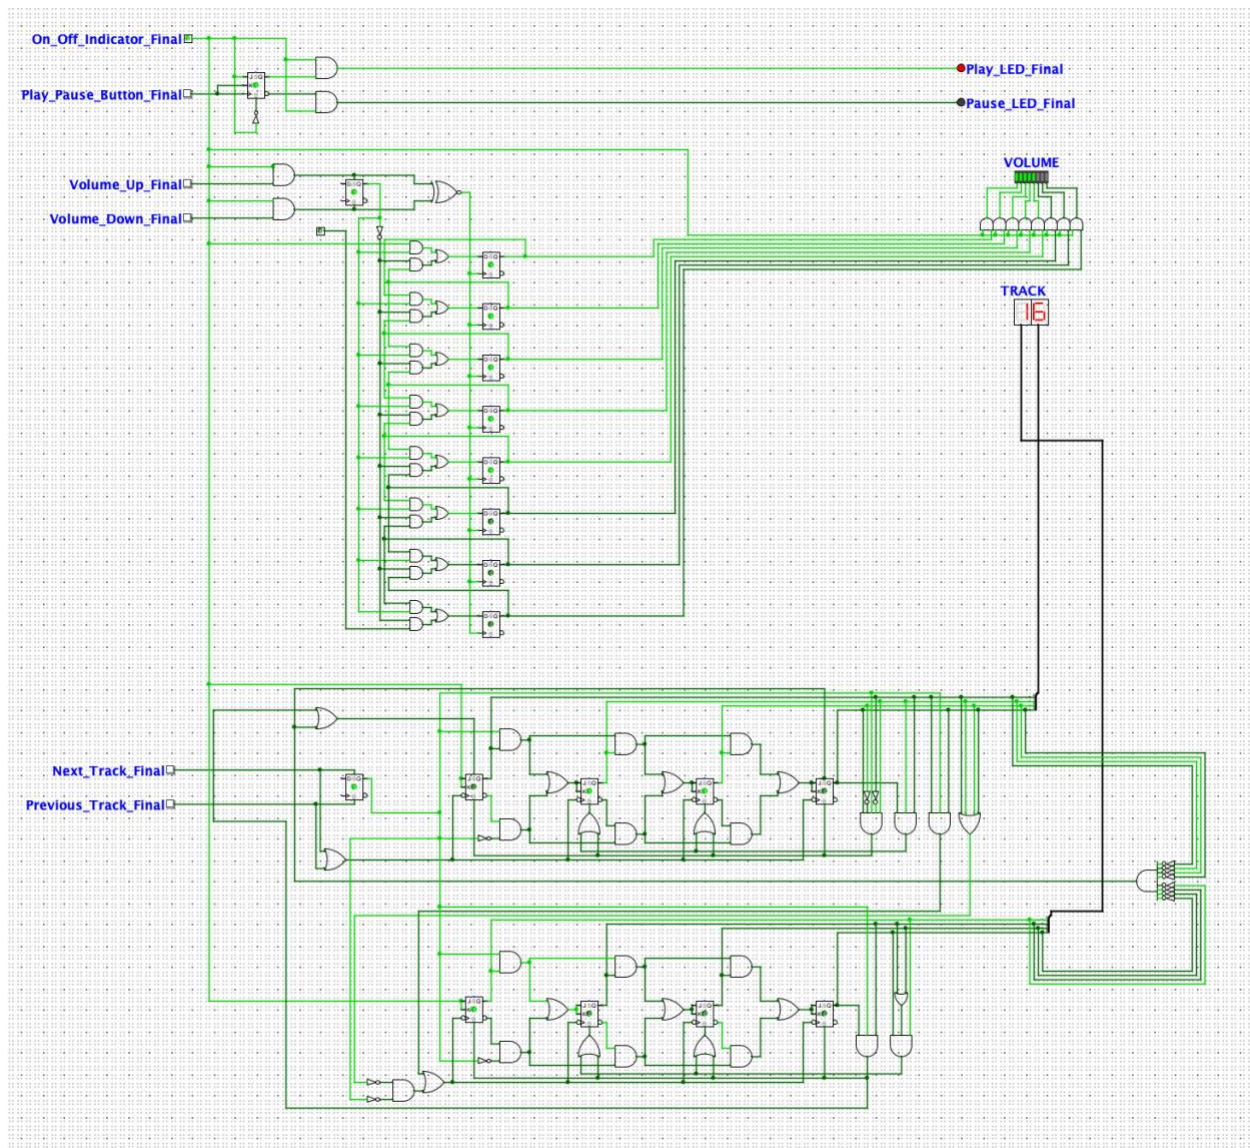 On_Off_Indicator_Final
Play_LED_Final
Play_Pause_Button_Final
Pause_LED_Final
VOLUME
Volume_Up_Final
Volume_Down_Final
TRACK
16
Next_Track_Final
Previous_Track_Final